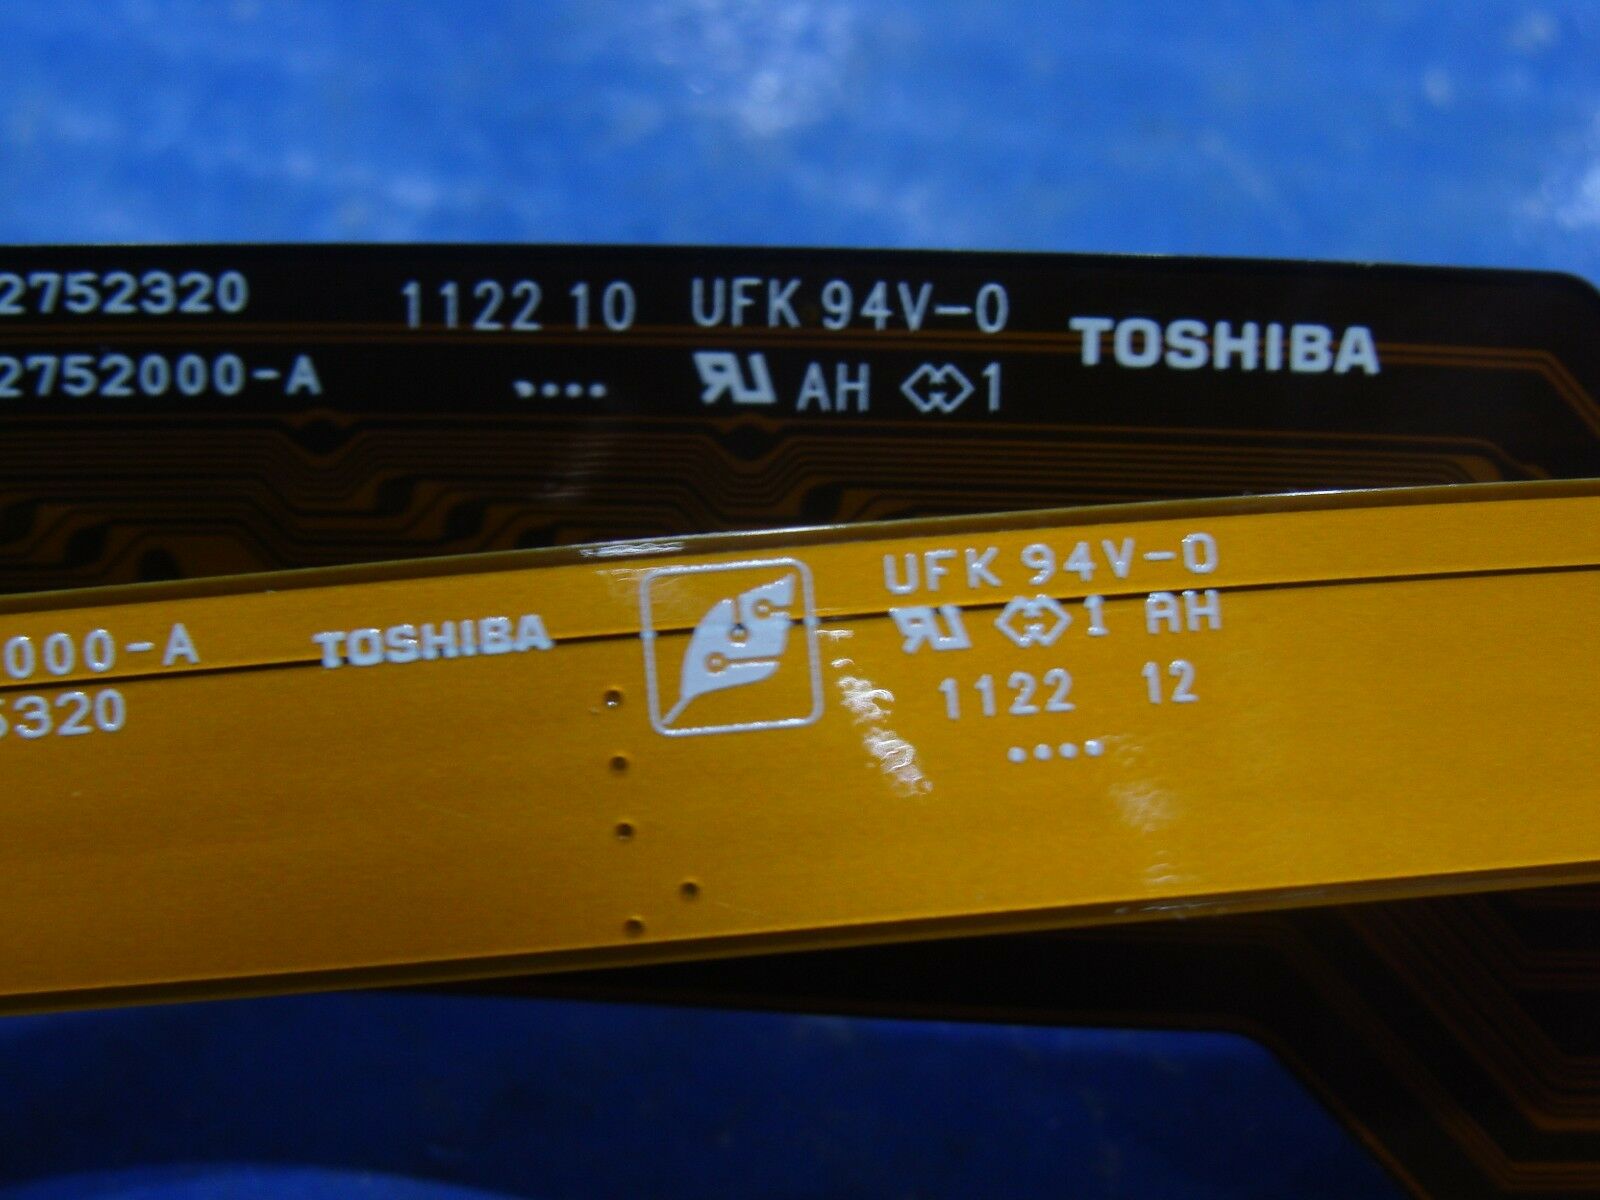 2752320 1122 10 UFK 94V-0 TOSHIBA
2752000-A AH 1
000-A TOSHIBA UFK 94V-0
5320 1 AH
1122 12